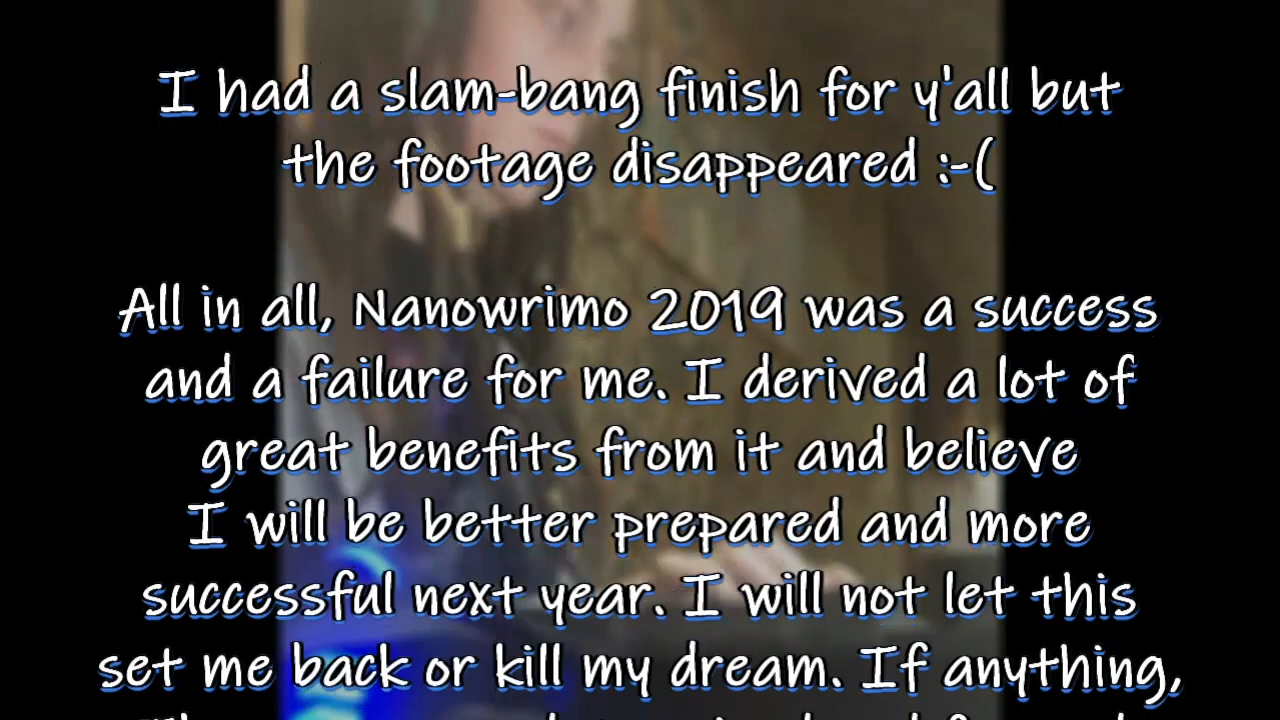 I had a slam-bang finish for y'all but
the footage disappeared :-(
All in all, Nanowrimo 2019 was a success
and a failure for me. I derived a lot of
great benefits from it and believe
I will be better prepared and more
successful next year. I will not let this
set me back or kill my dream. If anything,